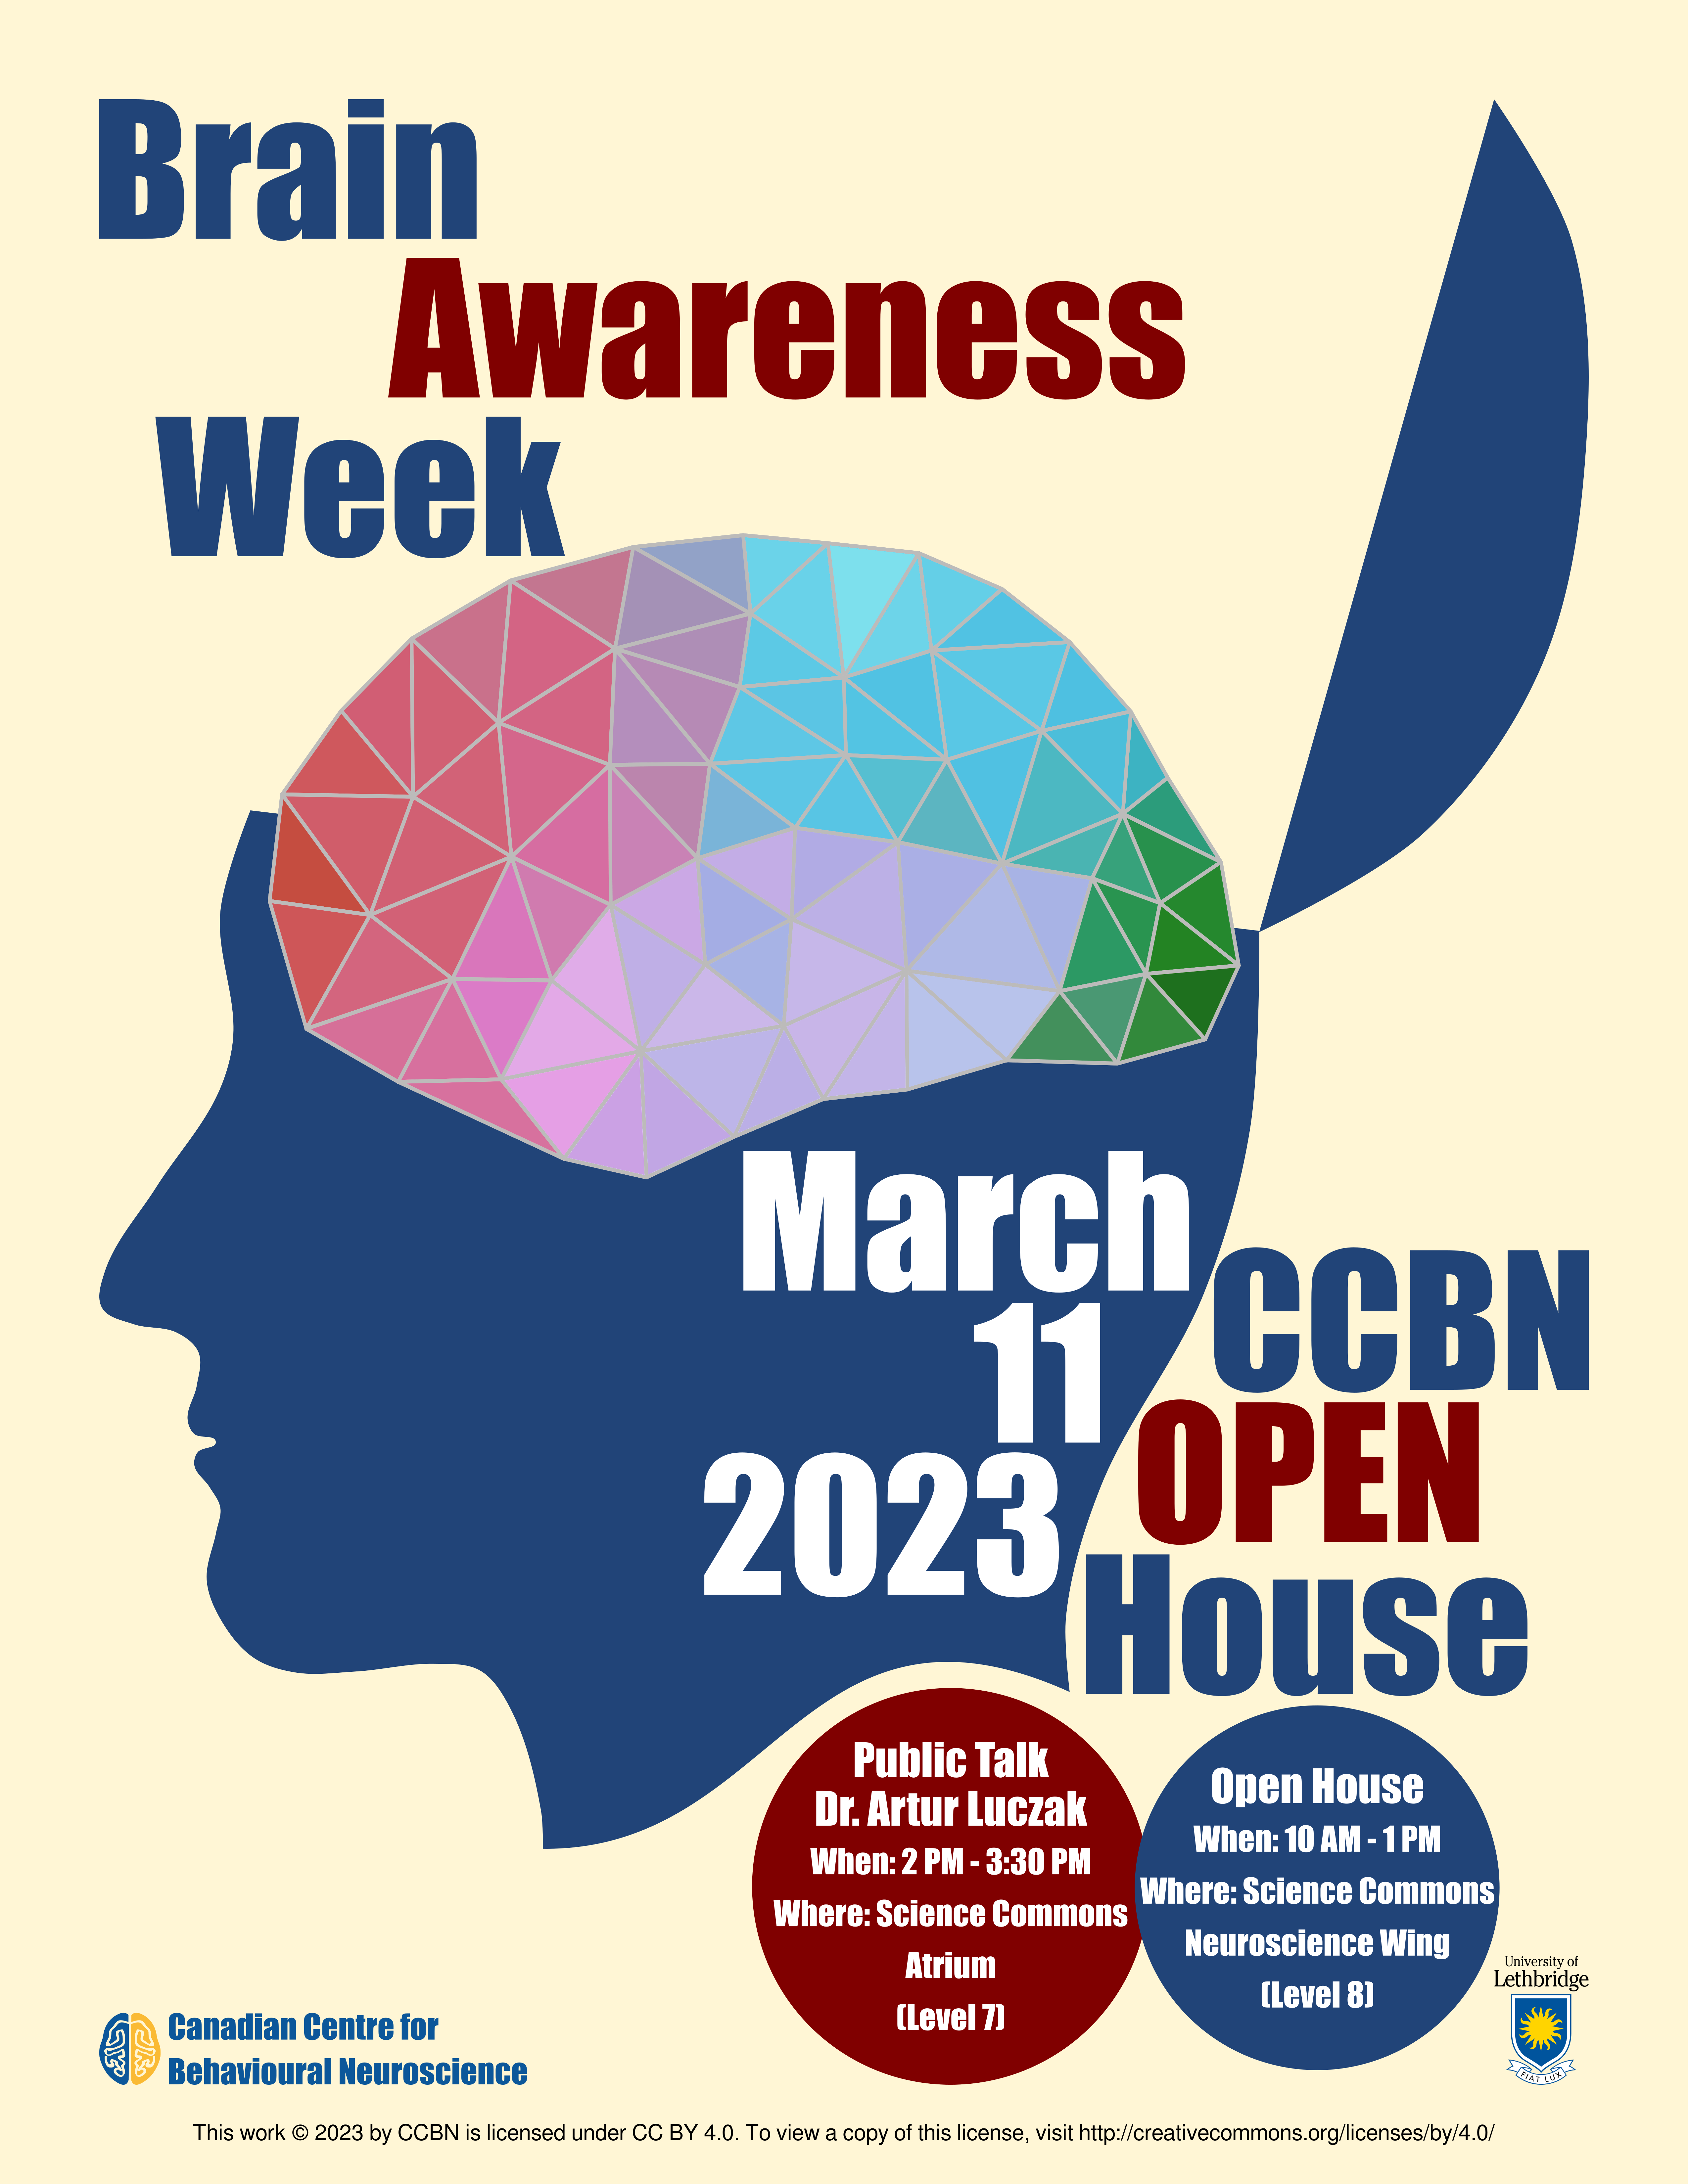 Brain
Awareness
Week
March
11
2023
CCBN
OPEN
House
Public Talk
Dr. Artur Luczak
When: 2 PM - 3:30 PM
Where: Science Commons
Atrium
(Level 7)
Open House
When: 10 AM - 1 PM
Where: Science Commons
Neuroscience Wing
(Level 8)
University of
Lethbridge
FIAT LUX
Canadian Centre for
Behavioural Neuroscience
This work © 2023 by CCBN is licensed under CC BY 4.0. To view a copy of this license, visit http://creativecommons.org/licenses/by/4.0/